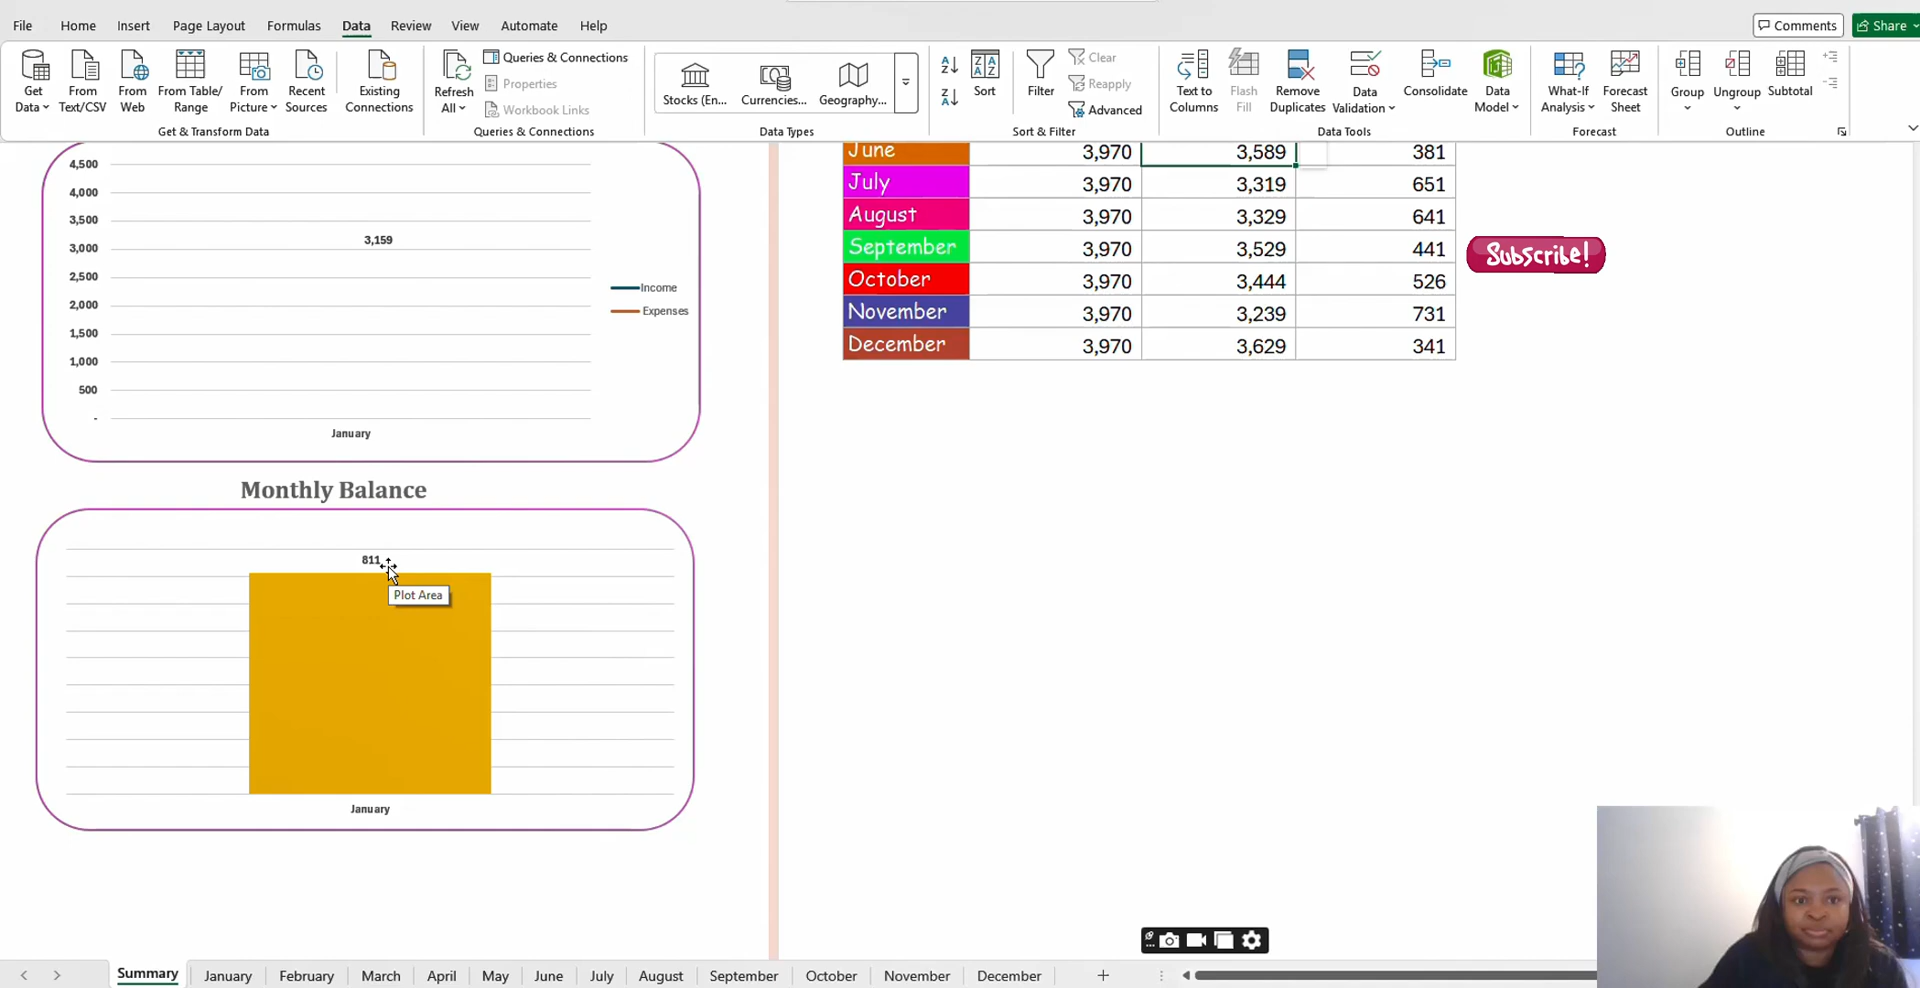 File Home Insert Page Layout Formulas Data Review View Automate Help Comments Share
Get Data
From Text/CSV
From Web
From Table/ Range
From Picture
Recent Sources
Existing Connections
Get & Transform Data
Refresh All
Queries & Connections
Properties
Workbook Links
Queries & Connections
Stocks (En...
Currencies...
Geography...
Data Types
Sort
Filter
Clear
Reapply
Advanced
Sort & Filter
Text to Columns
Flash Fill
Remove Duplicates
Data Validation
Consolidate
Data Model
Data Tools
What-If Analysis
Forecast Sheet
Forecast
Group
Ungroup
Subtotal
Outline
4,500
4,000
3,500
3,000
2,500
2,000
1,500
1,000
500
-
3,159
Income
Expenses
January
Monthly Balance
811
Plot Area
January
June 3,970 3,589 381
July 3,970 3,319 651
August 3,970 3,329 641
September 3,970 3,529 441
October 3,970 3,444 526
November 3,970 3,239 731
December 3,970 3,629 341
Subscribe!
Summary January February March April May June July August September October November December